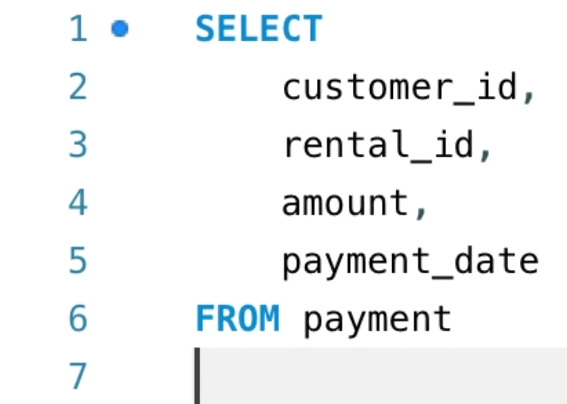 1 SELECT
2 customer_id,
3 rental_id,
4 amount,
5 payment_date
6 FROM payment
7